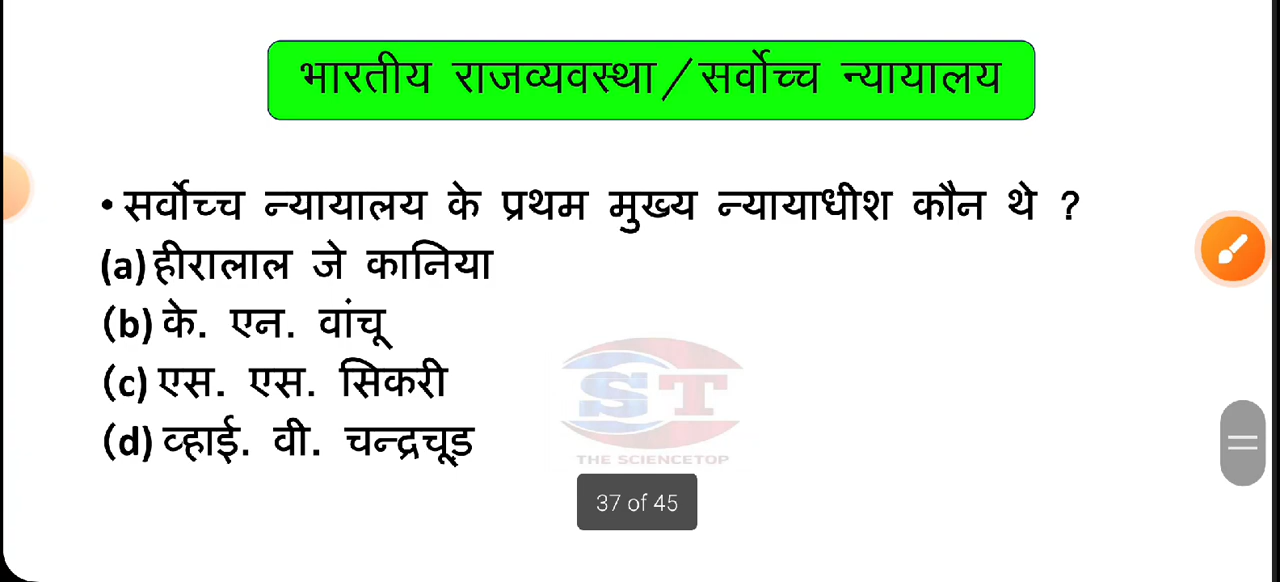 भारतीय राजव्यवस्था/सर्वोच्च न्यायालय
• सर्वोच्च न्यायालय के प्रथम मुख्य न्यायाधीश कौन थे ?
(a) हीरालाल जे कानिया
(b) के. एन. वांचू
(c) एस. एस. सिकरी
(d) व्हाई. वी. चन्द्रचूड़
ST
THE SCIENCETOP
37 of 45